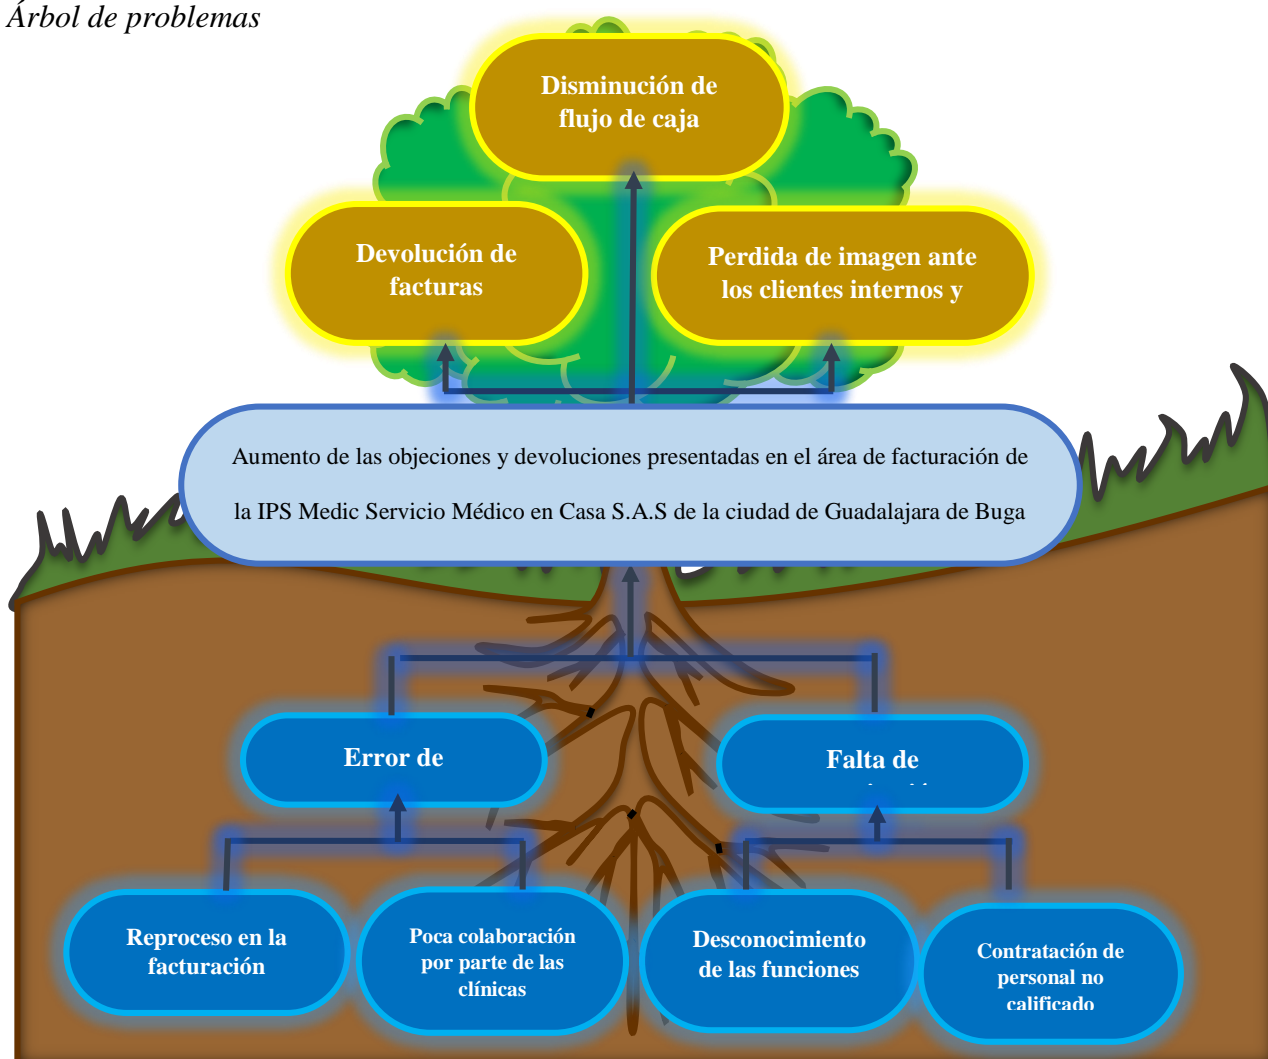 Árbol de problemas
Disminución de
flujo de caja
Devolución de
facturas
Perdida de imagen ante
los clientes internos y
Aumento de las objeciones y devoluciones presentadas en el área de facturación de
la IPS Medic Servicio Médico en Casa S.A.S de la ciudad de Guadalajara de Buga
Error de
Falta de
Reproceso en la
facturación
Poca colaboración
por parte de las
clínicas
Desconocimiento
de las funciones
Contratación de
personal no
calificado